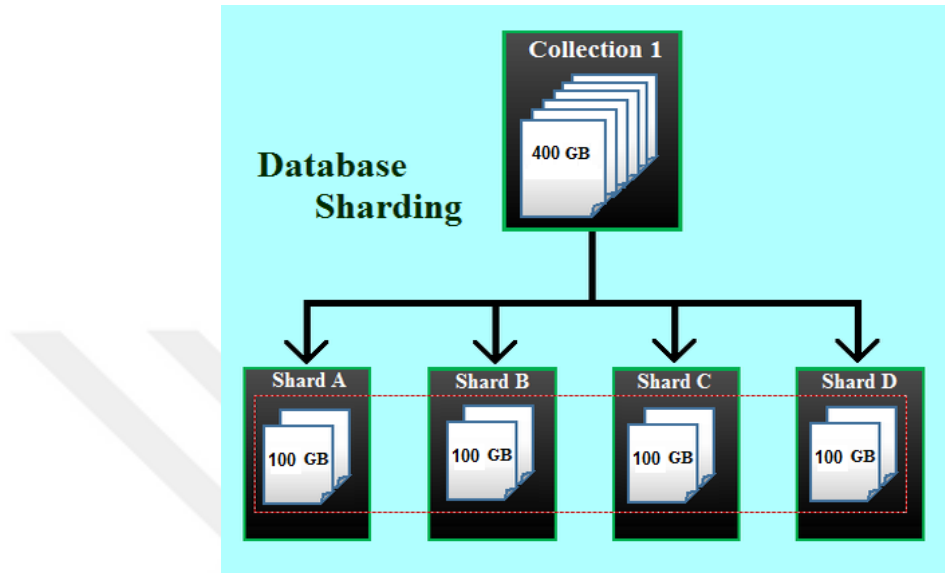 Collection 1
400 GB
Database
Sharding
Shard A
Shard B
Shard C
Shard D
100 GB
100 GB
100 GB
100 GB